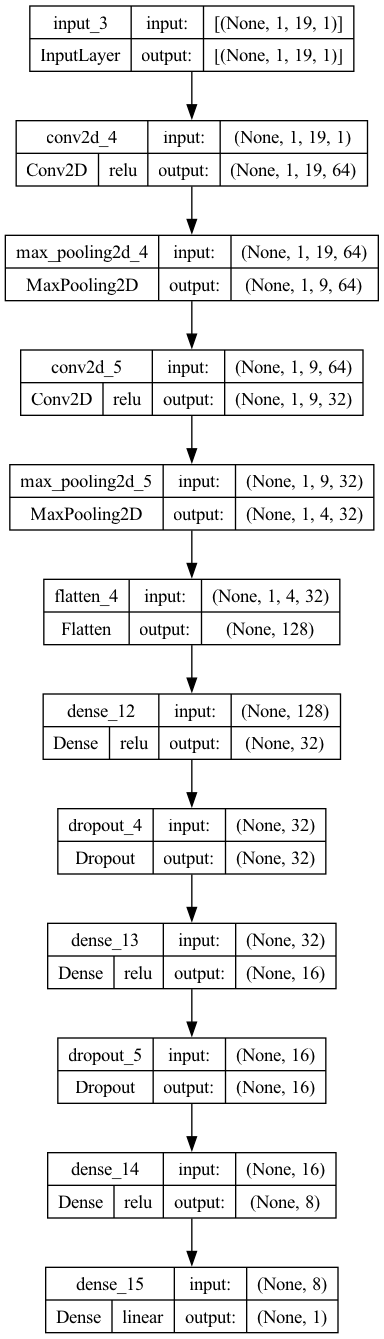 input_3 input: [(None, 1, 19, 1)]
InputLayer output: [(None, 1, 19, 1)]
conv2d_4 input: (None, 1, 19, 1)
Conv2D relu output: (None, 1, 19, 64)
max_pooling2d_4 input: (None, 1, 19, 64)
MaxPooling2D output: (None, 1, 9, 64)
conv2d_5 input: (None, 1, 9, 64)
Conv2D relu output: (None, 1, 9, 32)
max_pooling2d_5 input: (None, 1, 9, 32)
MaxPooling2D output: (None, 1, 4, 32)
flatten_4 input: (None, 1, 4, 32)
Flatten output: (None, 128)
dense_12 input: (None, 128)
Dense relu output: (None, 32)
dropout_4 input: (None, 32)
Dropout output: (None, 32)
dense_13 input: (None, 32)
Dense relu output: (None, 16)
dropout_5 input: (None, 16)
Dropout output: (None, 16)
dense_14 input: (None, 16)
Dense relu output: (None, 8)
dense_15 input: (None, 8)
Dense linear output: (None, 1)